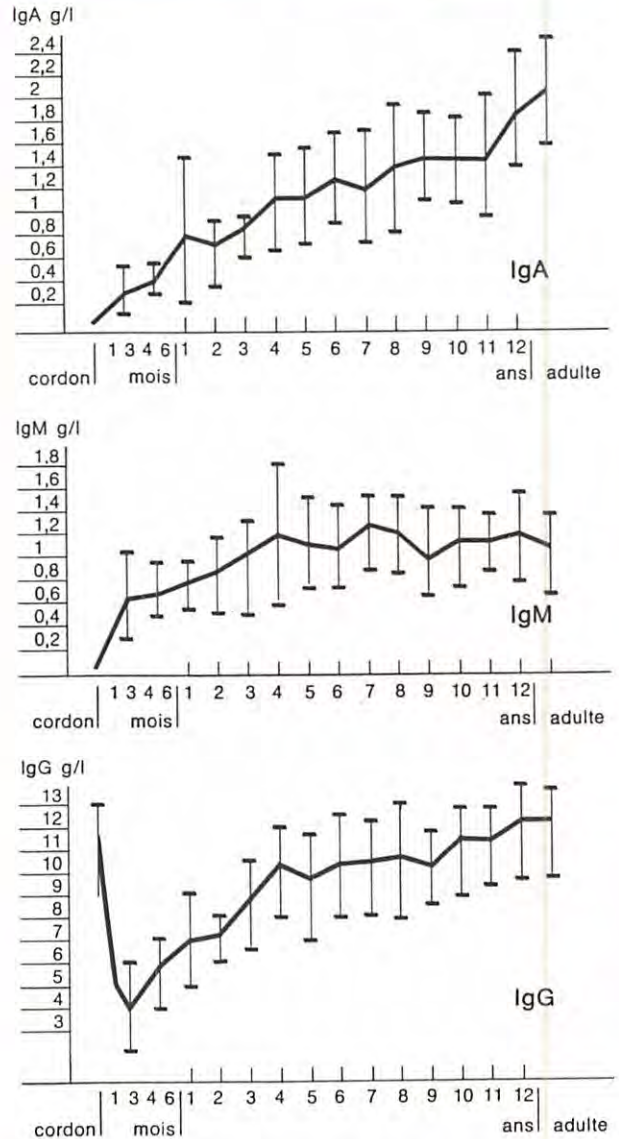 IgA g/l
2,4
2,2
2
1,8
1,6
1,4
1,2
1
0,8
0,6
0,4
0,2
IgA
1 3 4 6 1 2 3 4 5 6 7 8 9 10 11 12
cordon mois ans adulte
IgM g/l
1,8
1,6
1,4
1,2
1
0,8
0,6
0,4
0,2
IgM
1 3 4 6 1 2 3 4 5 6 7 8 9 10 11 12
cordon mois ans adulte
IgG g/l
13
12
11
10
9
8
7
6
5
4
3
IgG
1 3 4 6 1 2 3 4 5 6 7 8 9 10 11 12
cordon mois ans adulte